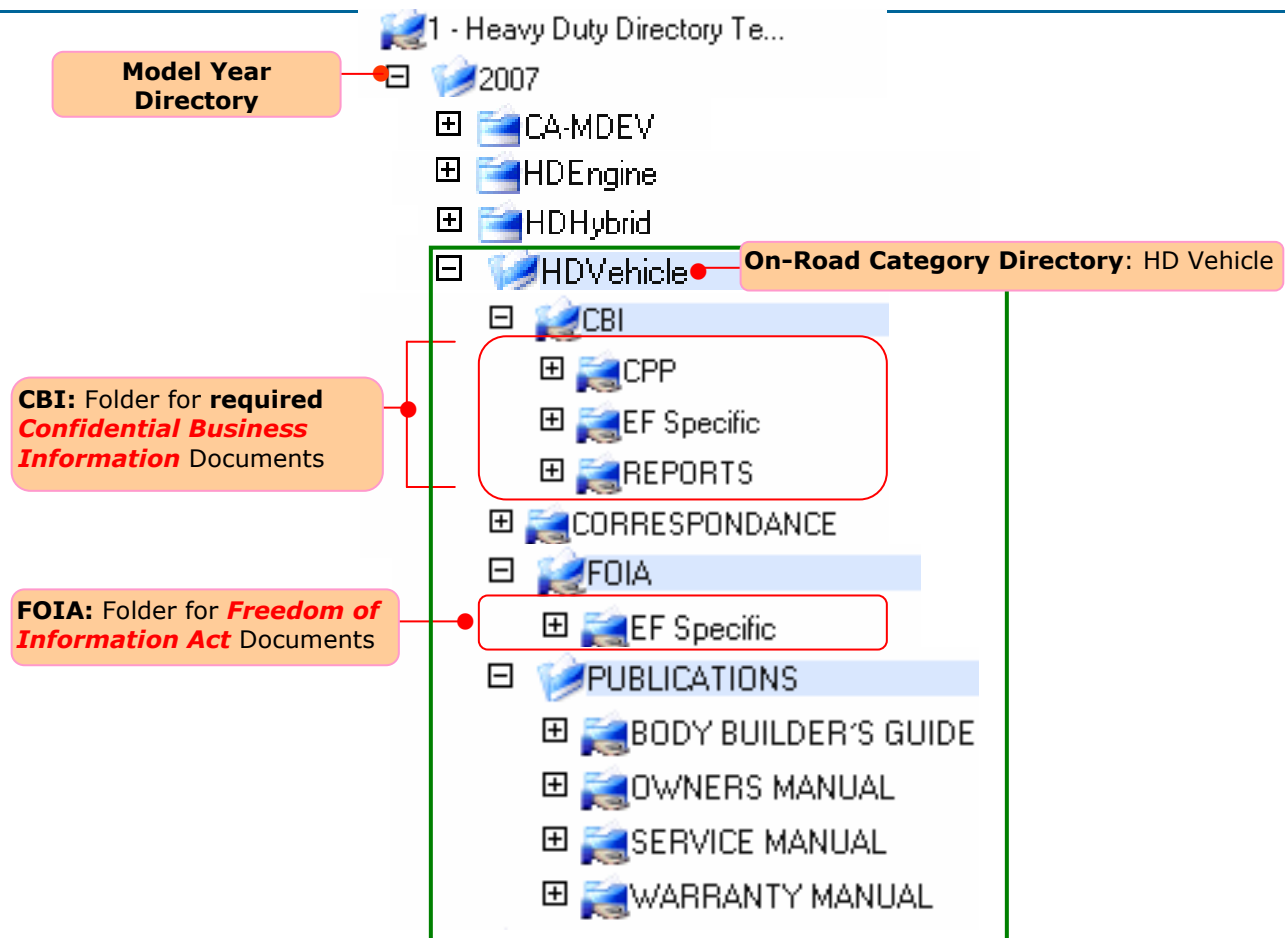 1 - Heavy Duty Directory Te...
Model Year
Directory
2007
CA-MDEV
HDEngine
HDHybrid
HDVehicle
On-Road Category Directory: HD Vehicle
CBI
CPP
CBI: Folder for required
Confidential Business
Information Documents
EF Specific
REPORTS
CORRESPONDANCE
FOIA
FOIA: Folder for Freedom of
Information Act Documents
EF Specific
PUBLICATIONS
BODY BUILDER'S GUIDE
OWNERS MANUAL
SERVICE MANUAL
WARRANTY MANUAL